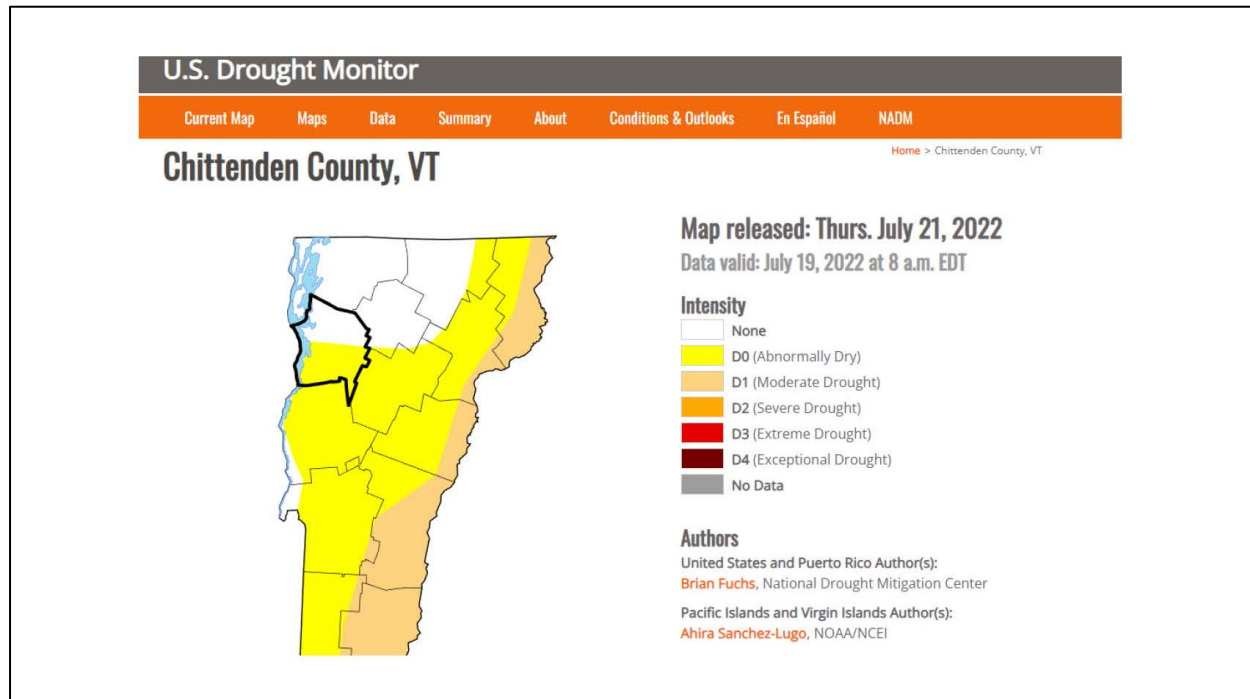 U.S. Drought Monitor
Current Map Maps Data Summary About Conditions & Outlooks En Español NADM
Home > Chittenden County, VT
Chittenden County, VT
Map released: Thurs. July 21, 2022
Data valid: July 19, 2022 at 8 a.m. EDT
Intensity
None
D0 (Abnormally Dry)
D1 (Moderate Drought)
D2 (Severe Drought)
D3 (Extreme Drought)
D4 (Exceptional Drought)
No Data
Authors
United States and Puerto Rico Author(s):
Brian Fuchs, National Drought Mitigation Center
Pacific Islands and Virgin Islands Author(s):
Ahira Sanchez-Lugo, NOAA/NCEI